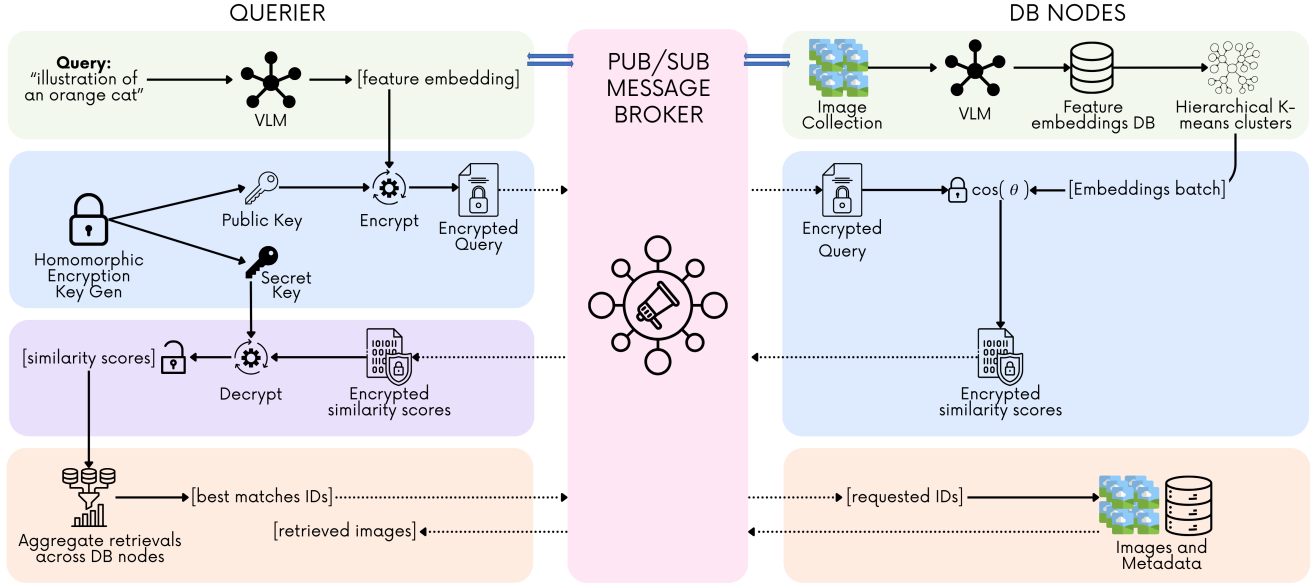 QUERIER
DB NODES
Query:
“illustration of
an orange cat”
VLM
[feature embedding]
PUB/SUB
MESSAGE
BROKER
Image
Collection
VLM
Feature
embeddings DB
Hierarchical K-
means clusters
Homomorphic
Encryption
Key Gen
Public Key
Secret
Key
Encrypt
Encrypted
Query
Encrypted
Query
cos( θ )
[Embeddings batch]
[similarity scores]
Decrypt
01011
Encrypted
similarity scores
01011
Encrypted
similarity scores
Aggregate retrievals
across DB nodes
[best matches IDs]
[retrieved images]
[requested IDs]
Images and
Metadata